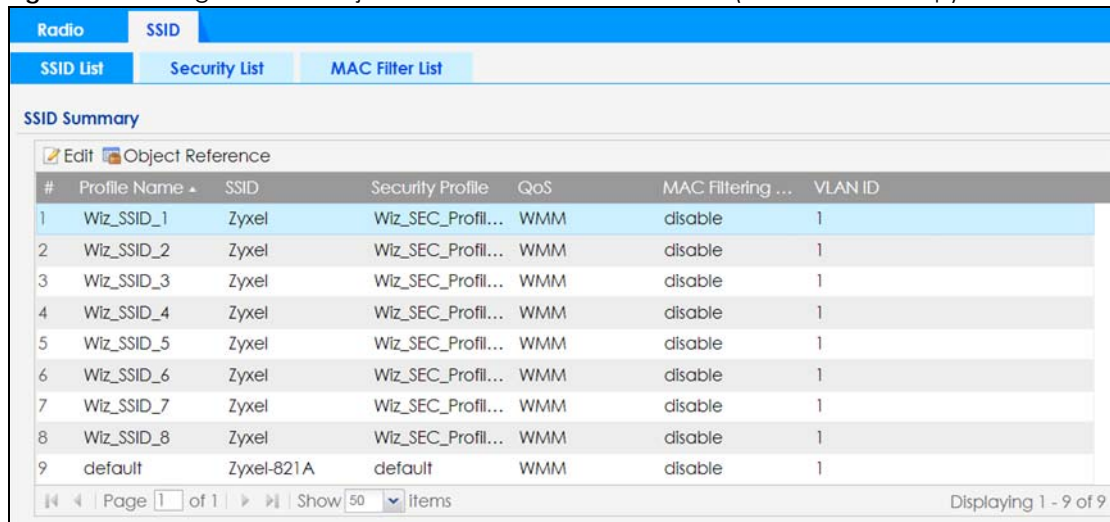 Radio SSID
SSID List Security List MAC Filter List
SSID Summary
Edit Object Reference
# Profile Name SSID Security Profile QoS MAC Filtering ... VLAN ID
1 Wiz_SSID_1 Zyxel Wiz_SEC_Profil... WMM disable 1
2 Wiz_SSID_2 Zyxel Wiz_SEC_Profil... WMM disable 1
3 Wiz_SSID_3 Zyxel Wiz_SEC_Profil... WMM disable 1
4 Wiz_SSID_4 Zyxel Wiz_SEC_Profil... WMM disable 1
5 Wiz_SSID_5 Zyxel Wiz_SEC_Profil... WMM disable 1
6 Wiz_SSID_6 Zyxel Wiz_SEC_Profil... WMM disable 1
7 Wiz_SSID_7 Zyxel Wiz_SEC_Profil... WMM disable 1
8 Wiz_SSID_8 Zyxel Wiz_SEC_Profil... WMM disable 1
9 default Zyxel-821A default WMM disable 1
Page 1 of 1 Show 50 items Displaying 1 - 9 of 9